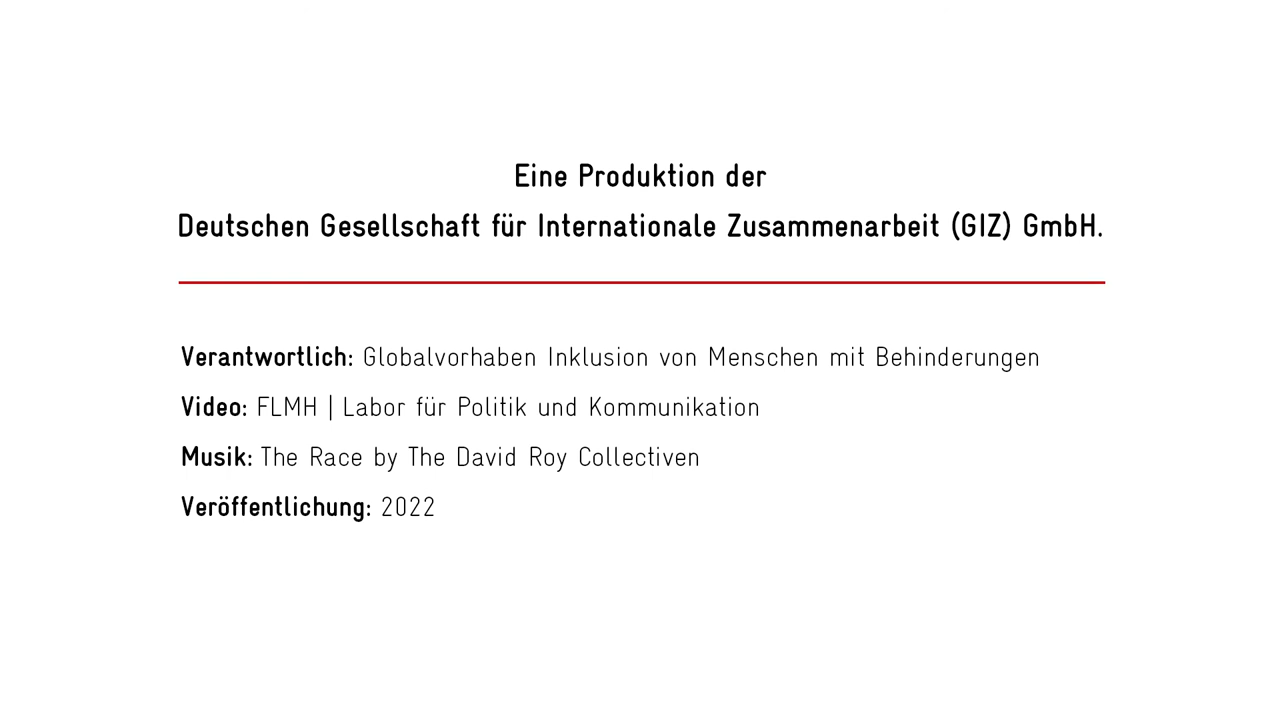 Eine Produktion der
Deutschen Gesellschaft für Internationale Zusammenarbeit (GIZ) GmbH.
Verantwortlich: Globalvorhaben Inklusion von Menschen mit Behinderungen
Video: FLMH | Labor für Politik und Kommunikation
Musik: The Race by The David Roy Collectiven
Veröffentlichung: 2022